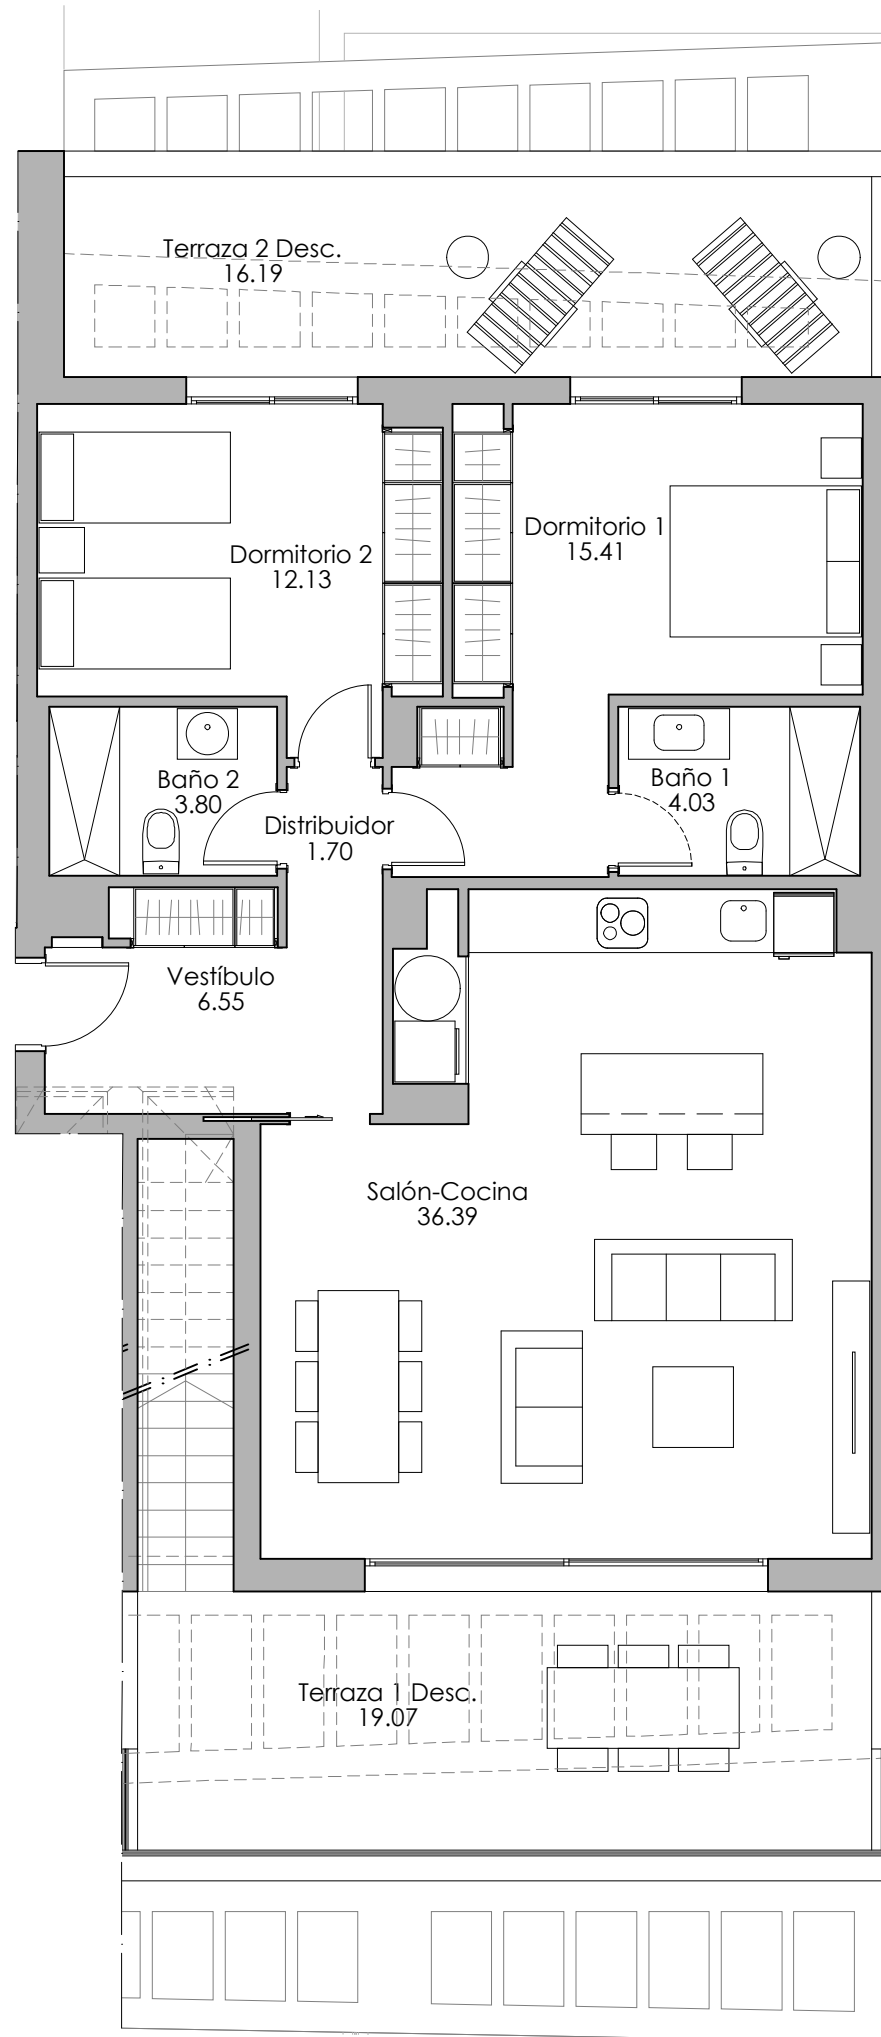 Terraza 2 Desc.
16.19
Dormitorio 2
12.13
Dormitorio 1
15.41
Baño 2
3.80
Distribuidor
1.70
Baño 1
4.03
Vestíbulo
6.55
Salón-Cocina
36.39
Terraza 1 Desc.
19.07